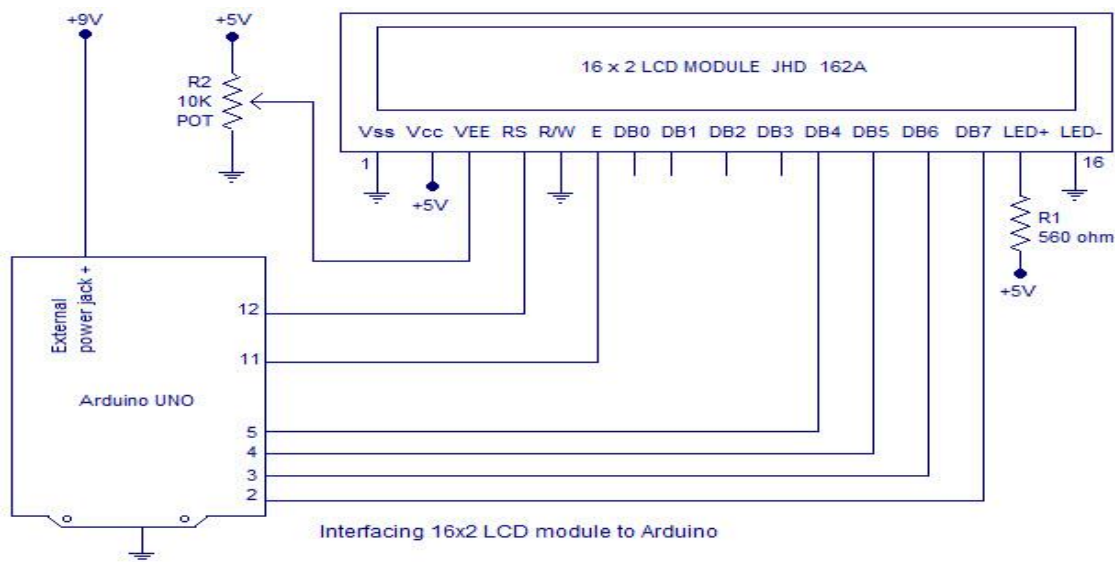 +9V
+5V
R2
10K
POT
16 x 2 LCD MODULE JHD 162A
Vss Vcc VEE RS R/W E DB0 DB1 DB2 DB3 DB4 DB5 DB6 DB7 LED+ LED-
1
16
+5V
R1
560 ohm
+5V
External
power jack +
12
11
Arduino UNO
5
4
3
2
Interfacing 16x2 LCD module to Arduino